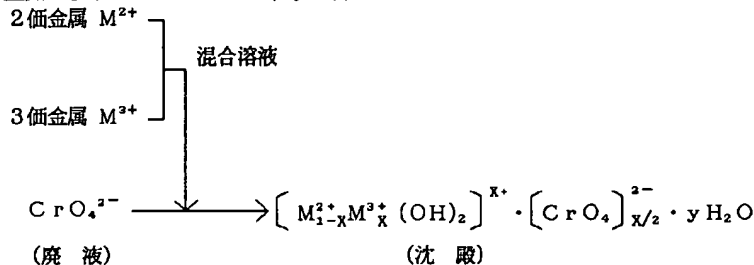 2価金属 M²⁺
混合溶液
3価金属 M³⁺
CrO₄²⁻ → [M²⁺₁₋ₓM³⁺ₓ(OH)₂]ˣ⁺・[CrO₄]²⁻ₓ/₂・yH₂O
(廃 液) (沈 殿)